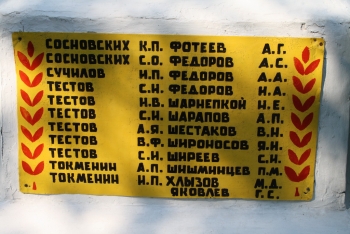 СОСНОВСКИХ К.П. ФОТЕЕВ А.Г.
СОСНОВСКИХ С.О. ФЕДОРОВ А.С.
СУЧИЛОВ И.П. ФЕДОРОВ А.А.
ТЕСТОВ С.И. ФЕДОРОВ Н.А.
ТЕСТОВ Н.В. ШАРНЕПКОЙ Н.Е.
ТЕСТОВ С.Н. ШАРАПОВ А.П.
ТЕСТОВ А.Я. ШЕСТАКОВ В.И.
ТЕСТОВ В.Ф. ШИРОНОСОВ Я.Н.
ТЕСТОВ С.Н. ШИРЕЕВ С.И.
ТОКМЕНИН А.П. ШИШМИНЦЕВ П.М.
ТОКМЕНИН И.П. ХЛЫЗОВ М.Д.
ЯКОВЛЕВ Г.С.